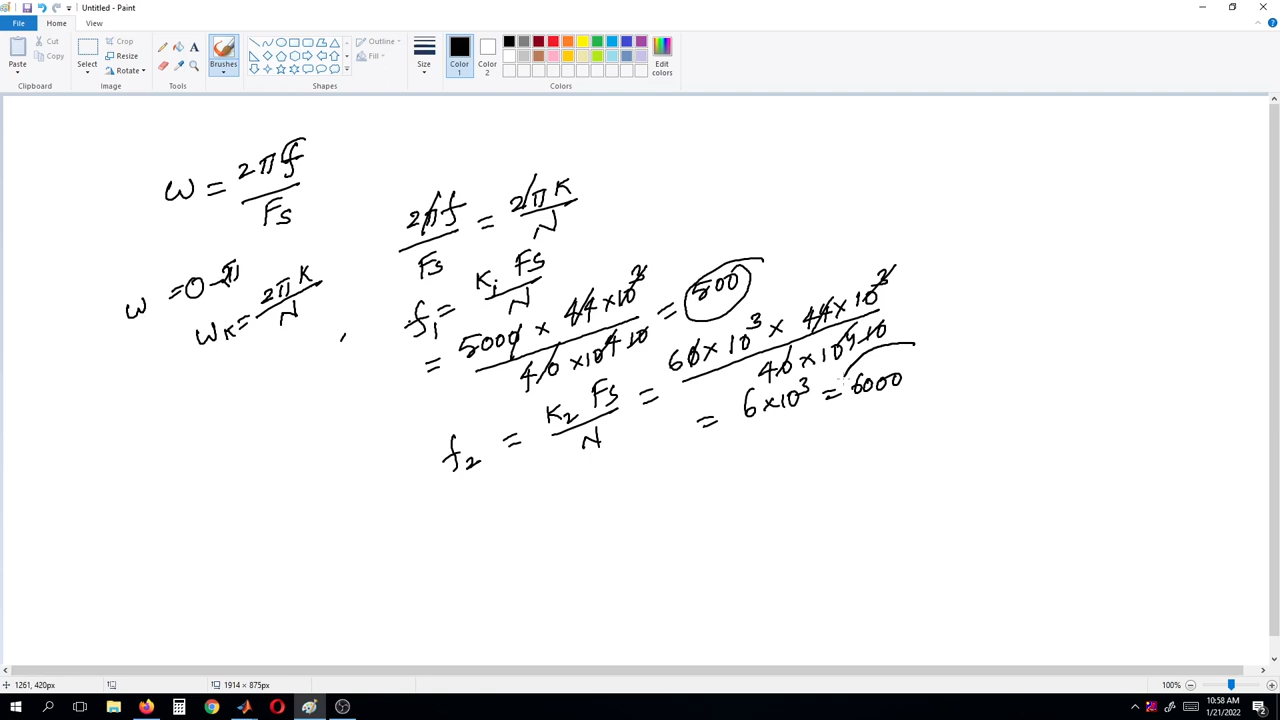 Untitled - Paint
File Home View
Paste Cut Copy Clipboard
Select Crop Resize Rotate Image
A Tools
Brushes
Outline Fill Shapes
Size
Color 1 Color 2 Edit colors Colors
ω = 2πf / Fs
ω = 0-π
ωK = 2πK / N
2πf / Fs = 2πK / N
f1 = K1 Fs / N
= 5000 × 44×10³ / 40 ×10⁴ 10 = 500
f2 = K2 Fs / N = 60×10³ × 44×10³ / 40×10⁴ 10
= 6×10³ = 6000
1261, 420px
1914 × 875px
100%
10:58 AM
1/21/2022
2